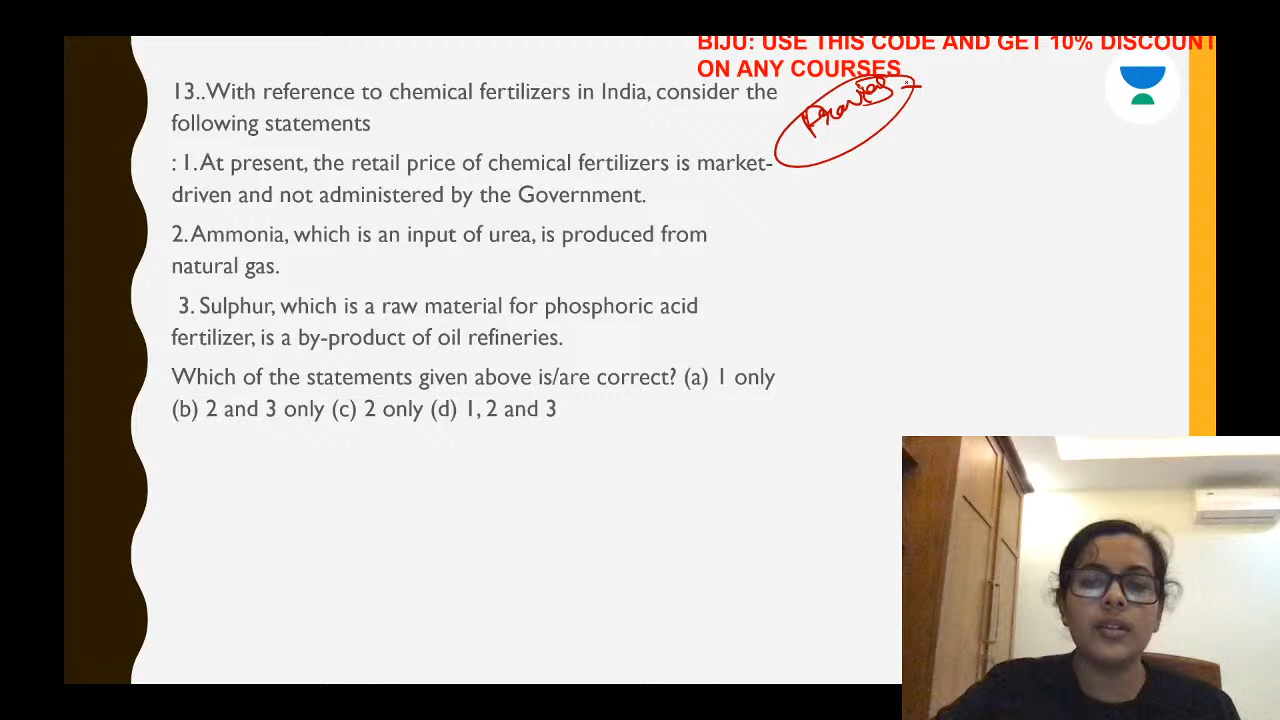 BIJU: USE THIS CODE AND GET 10% DISCOUNT
ON ANY COURSES
13..With reference to chemical fertilizers in India, consider the
following statements
: 1. At present, the retail price of chemical fertilizers is market-
driven and not administered by the Government.
2. Ammonia, which is an input of urea, is produced from
natural gas.
3. Sulphur, which is a raw material for phosphoric acid
fertilizer, is a by-product of oil refineries.
Which of the statements given above is/are correct? (a) 1 only
(b) 2 and 3 only (c) 2 only (d) 1, 2 and 3